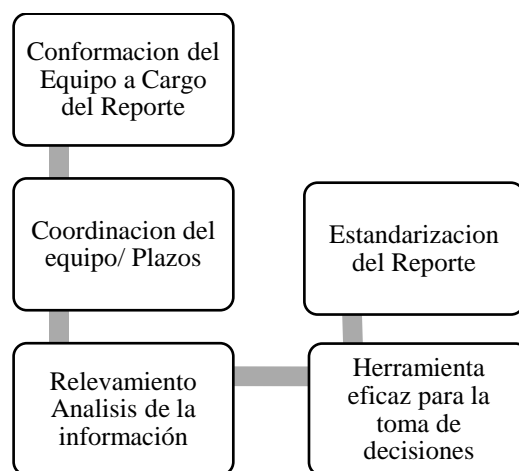 Conformacion del
Equipo a Cargo
del Reporte
Coordinacion del
equipo/ Plazos
Relevamiento
Analisis de la
información
Herramienta
eficaz para la
toma de
decisiones
Estandarizacion
del Reporte